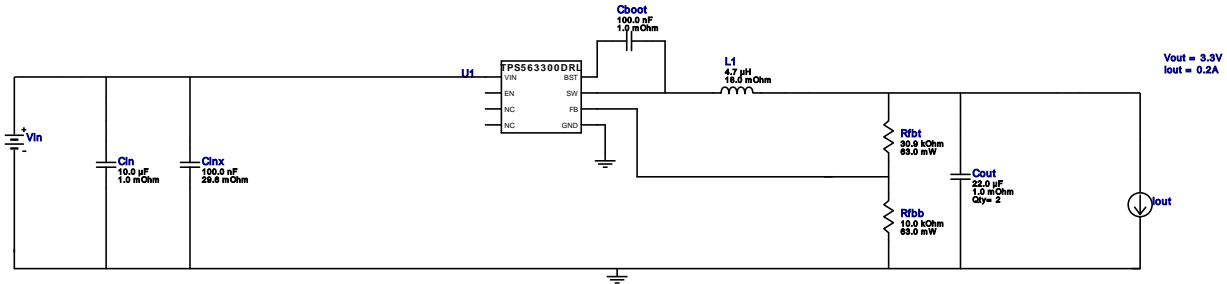 Cboot
100.0 nF
1.0 mOhm
U1
TPS563300DRL
VIN
BST
EN
SW
NC
FB
NC
GND
L1
4.7 µH
18.0 mOhm
Vout = 3.3V
Iout = 0.2A
+
Vin
-
Cin
10.0 µF
1.0 mOhm
Cinx
100.0 nF
29.6 mOhm
Rfbt
30.9 kOhm
63.0 mW
Cout
22.0 µF
1.0 mOhm
Qty= 2
Rfbb
10.0 kOhm
63.0 mW
Iout